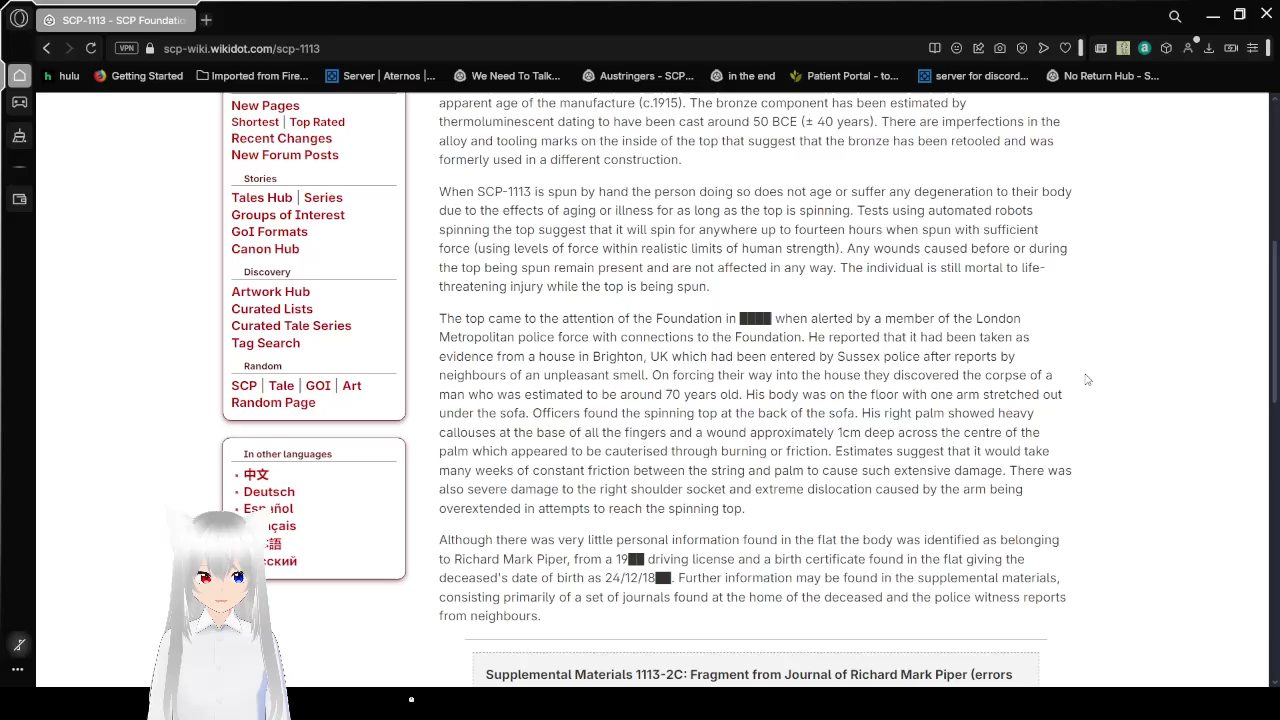 SCP-1113 - SCP Foundatio
scp-wiki.wikidot.com/scp-1113
VPN
hulu
Getting Started
Imported from Fire...
Server | Aternos |...
We Need To Talk...
Austringers - SCP...
in the end
Patient Portal - to...
server for discord...
No Return Hub - S...
New Pages
Shortest | Top Rated
Recent Changes
New Forum Posts
Stories
Tales Hub | Series
Groups of Interest
GoI Formats
Canon Hub
Discovery
Artwork Hub
Curated Lists
Curated Tale Series
Tag Search
Random
SCP | Tale | GOI | Art
Random Page
In other languages
中文
Deutsch
Español
çais
語
ский
apparent age of the manufacture (c.1915). The bronze component has been estimated by
thermoluminescent dating to have been cast around 50 BCE (± 40 years). There are imperfections in the
alloy and tooling marks on the inside of the top that suggest that the bronze has been retooled and was
formerly used in a different construction.
When SCP-1113 is spun by hand the person doing so does not age or suffer any degeneration to their body
due to the effects of aging or illness for as long as the top is spinning. Tests using automated robots
spinning the top suggest that it will spin for anywhere up to fourteen hours when spun with sufficient
force (using levels of force within realistic limits of human strength). Any wounds caused before or during
the top being spun remain present and are not affected in any way. The individual is still mortal to life-
threatening injury while the top is being spun.
The top came to the attention of the Foundation in ████ when alerted by a member of the London
Metropolitan police force with connections to the Foundation. He reported that it had been taken as
evidence from a house in Brighton, UK which had been entered by Sussex police after reports by
neighbours of an unpleasant smell. On forcing their way into the house they discovered the corpse of a
man who was estimated to be around 70 years old. His body was on the floor with one arm stretched out
under the sofa. Officers found the spinning top at the back of the sofa. His right palm showed heavy
callouses at the base of all the fingers and a wound approximately 1cm deep across the centre of the
palm which appeared to be cauterised through burning or friction. Estimates suggest that it would take
many weeks of constant friction between the string and palm to cause such extensive damage. There was
also severe damage to the right shoulder socket and extreme dislocation caused by the arm being
overextended in attempts to reach the spinning top.
Although there was very little personal information found in the flat the body was identified as belonging
to Richard Mark Piper, from a 19██ driving license and a birth certificate found in the flat giving the
deceased's date of birth as 24/12/18██. Further information may be found in the supplemental materials,
consisting primarily of a set of journals found at the home of the deceased and the police witness reports
from neighbours.
Supplemental Materials 1113-2C: Fragment from Journal of Richard Mark Piper (errors